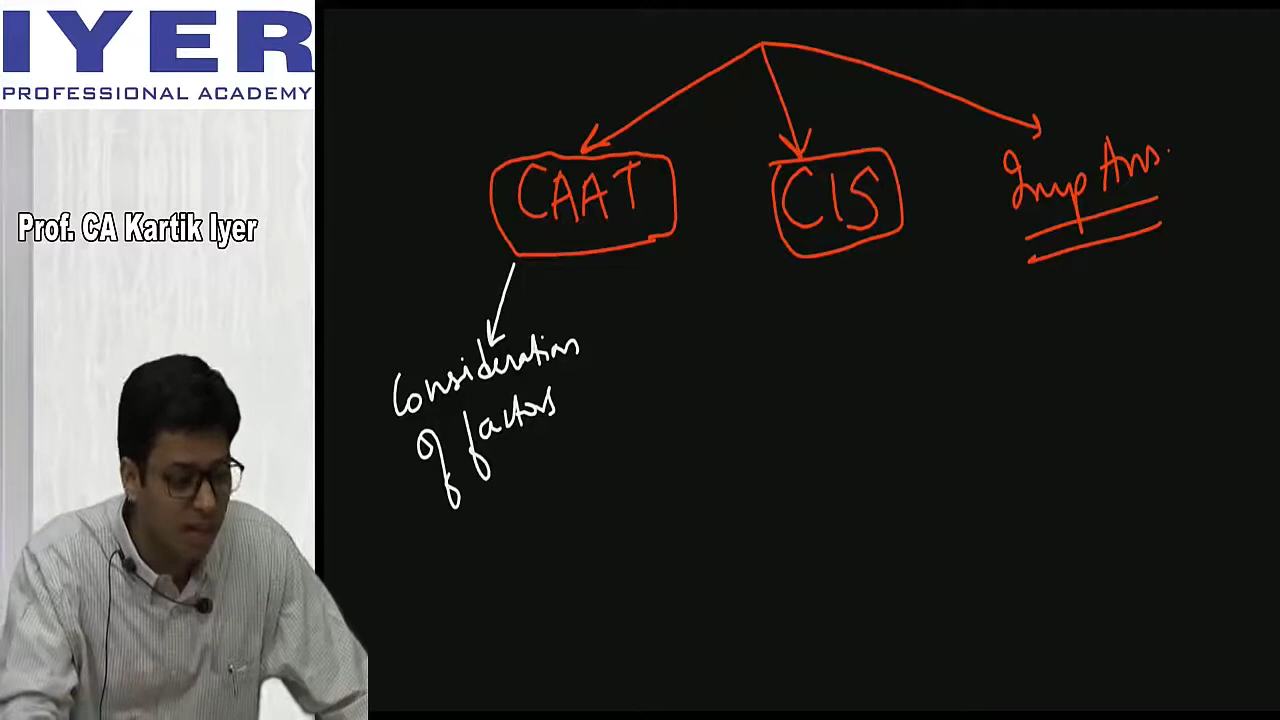 IYER
PROFESSIONAL ACADEMY
Prof. CA Kartik Iyer
CAAT
CIS
Imp Ans.
Consideration
of factors